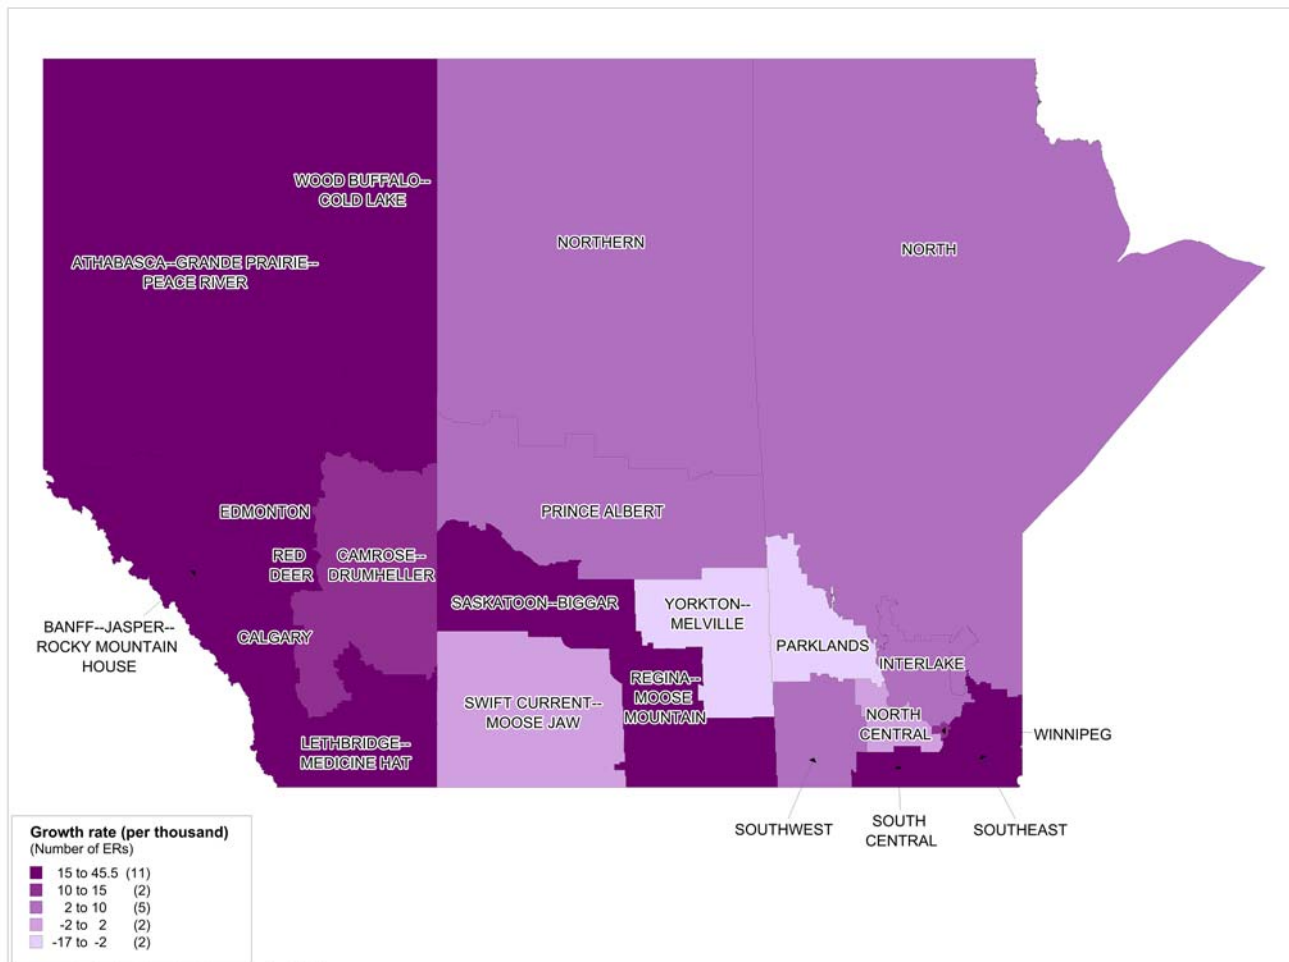 WOOD BUFFALO--
COLD LAKE
NORTHERN
NORTH
ATHABASCA--GRANDE PRAIRIE--
PEACE RIVER
EDMONTON
PRINCE ALBERT
RED
DEER
CAMROSE--
DRUMHELLER
SASKATOON--BIGGAR
YORKTON--
MELVILLE
BANFF--JASPER--
ROCKY MOUNTAIN
HOUSE
CALGARY
PARKLANDS
INTERLAKE
REGINA--
MOOSE
MOUNTAIN
SWIFT CURRENT--
MOOSE JAW
NORTH
CENTRAL
WINNIPEG
LETHBRIDGE--
MEDICINE HAT
SOUTHWEST
SOUTH
CENTRAL
SOUTHEAST
Growth rate (per thousand)
(Number of ERs)
15 to 45.5 (11)
10 to 15 (2)
2 to 10 (5)
-2 to 2 (2)
-17 to -2 (2)